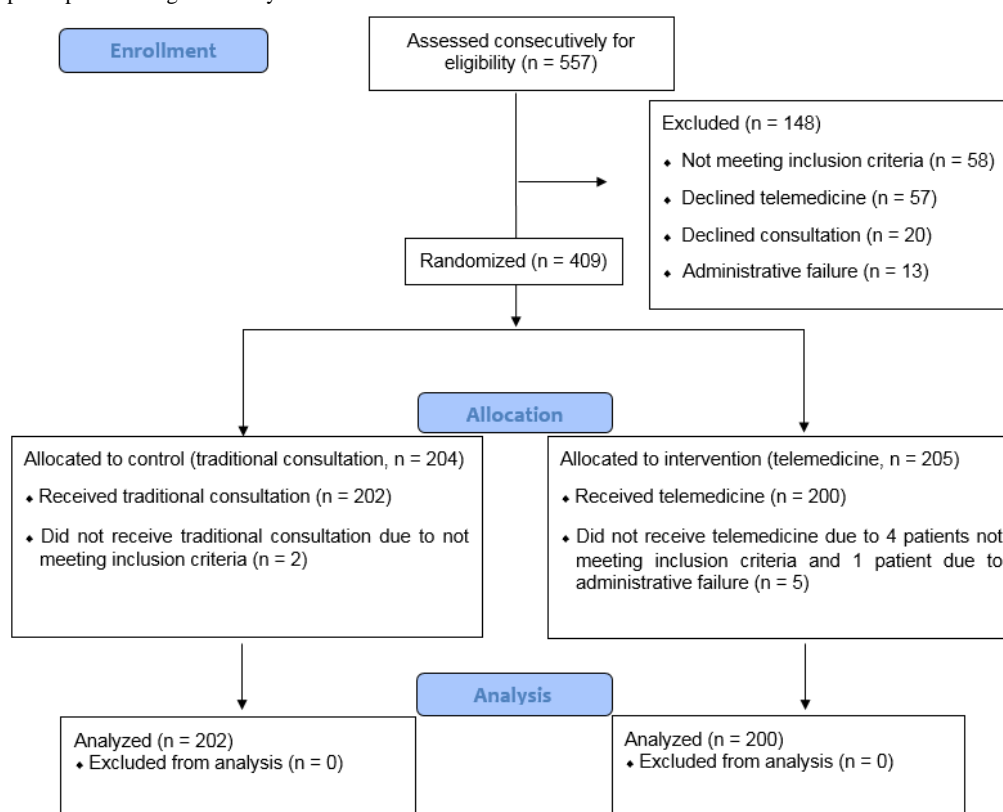 Enrollment
Assessed consecutively for
eligibility (n = 557)
Excluded (n = 148)
⬥ Not meeting inclusion criteria (n = 58)
⬥ Declined telemedicine (n = 57)
⬥ Declined consultation (n = 20)
⬥ Administrative failure (n = 13)
Randomized (n = 409)
Allocation
Allocated to control (traditional consultation, n = 204)
⬥ Received traditional consultation (n = 202)
⬥ Did not receive traditional consultation due to not
meeting inclusion criteria (n = 2)
Allocated to intervention (telemedicine, n = 205)
⬥ Received telemedicine (n = 200)
⬥ Did not receive telemedicine due to 4 patients not
meeting inclusion criteria and 1 patient due to
administrative failure (n = 5)
Analysis
Analyzed (n = 202)
⬥ Excluded from analysis (n = 0)
Analyzed (n = 200)
⬥ Excluded from analysis (n = 0)